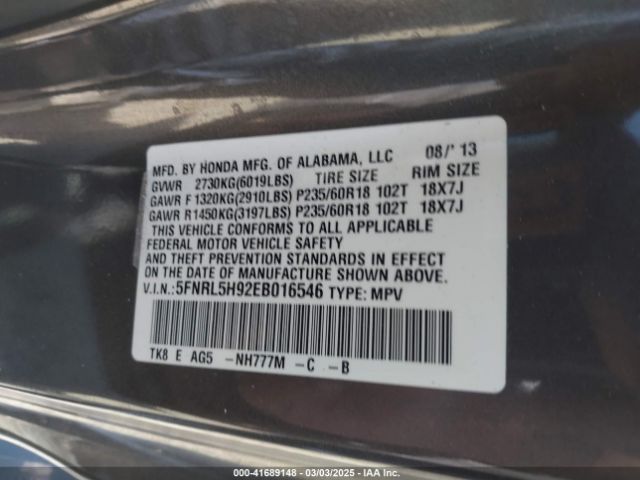 MFD. BY HONDA MFG. OF ALABAMA, LLC 08/' 13
GVWR 2730KG(6019LBS) TIRE SIZE RIM SIZE
GAWR F 1320KG(2910LBS) P235/60R18 102T 18X7J
GAWR R1450KG(3197LBS) P235/60R18 102T 18X7J
THIS VEHICLE CONFORMS TO ALL APPLICABLE
FEDERAL MOTOR VEHICLE SAFETY
AND THEFT PREVENTION STANDARDS IN EFFECT
ON THE DATE OF MANUFACTURE SHOWN ABOVE.
V.I.N.: 5FNRL5H92EB016546 TYPE: MPV
TK8 E AG5 -NH777M -C -B
000-41689148 - 03/03/2025 - IAA Inc.